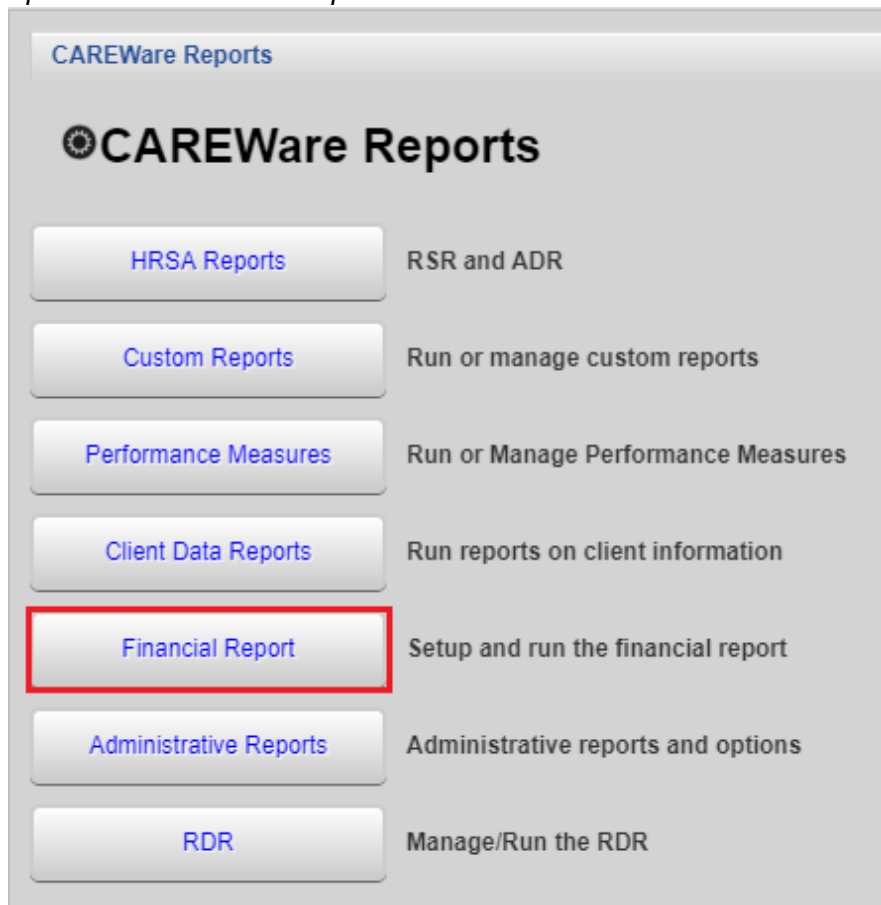 CAREWare Reports
CAREWare Reports
HRSA Reports RSR and ADR
Custom Reports Run or manage custom reports
Performance Measures Run or Manage Performance Measures
Client Data Reports Run reports on client information
Financial Report Setup and run the financial report
Administrative Reports Administrative reports and options
RDR Manage/Run the RDR